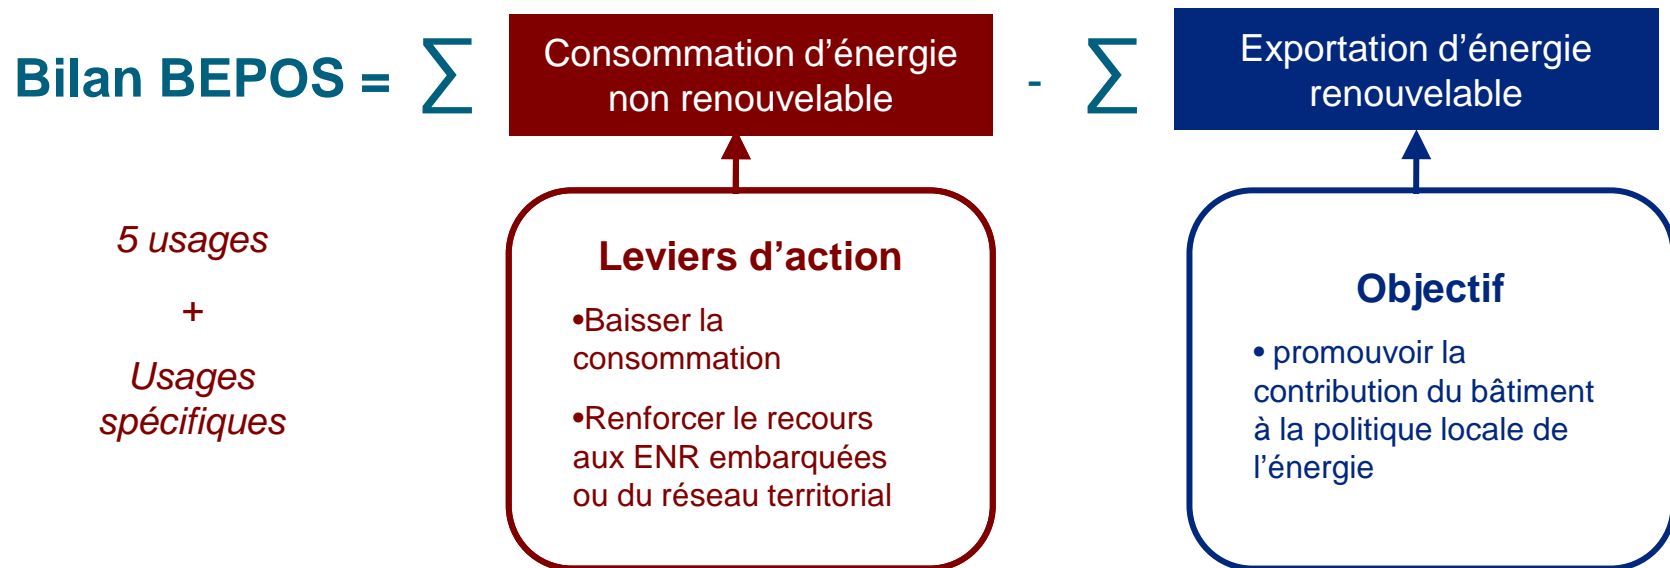 Bilan BEPOS = ∑
Consommation d’énergie
non renouvelable
- ∑
Exportation d’énergie
renouvelable
5 usages
+
Usages
spécifiques
Leviers d’action
•Baisser la
consommation
•Renforcer le recours
aux ENR embarquées
ou du réseau territorial
Objectif
• promouvoir la
contribution du bâtiment
à la politique locale de
l’énergie